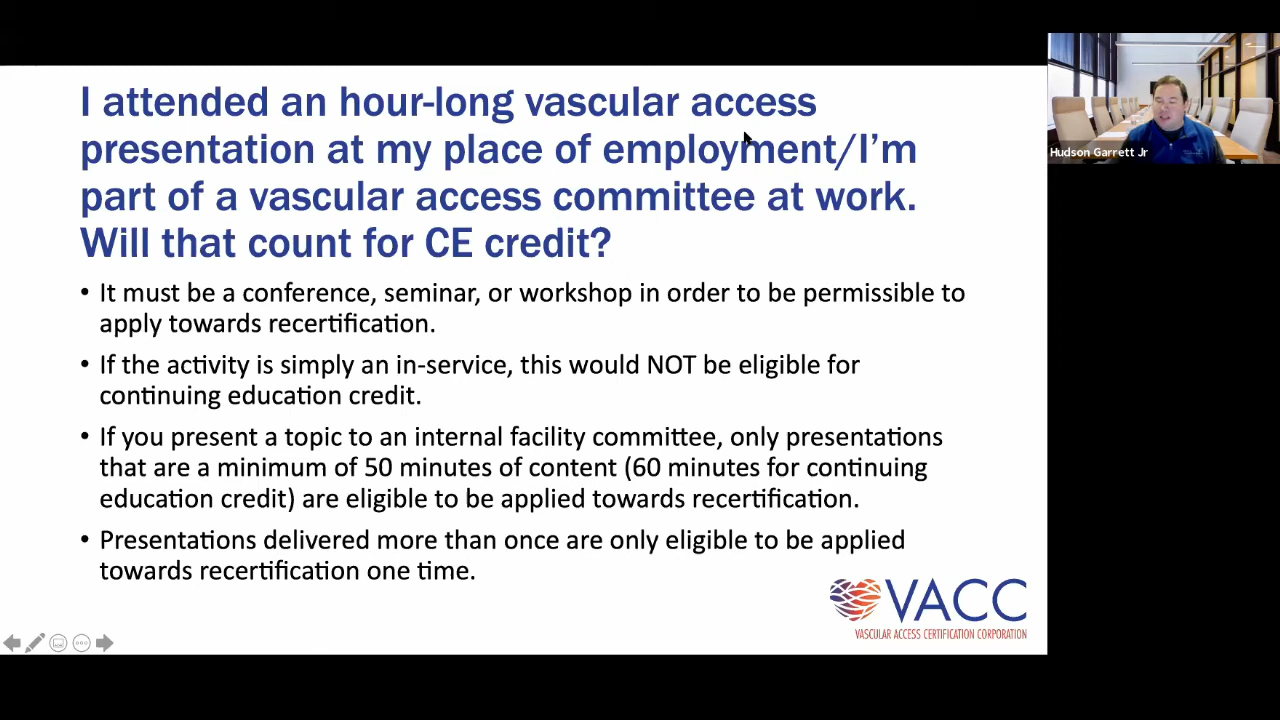 I attended an hour-long vascular access
presentation at my place of employment/I’m
part of a vascular access committee at work.
Will that count for CE credit?
• It must be a conference, seminar, or workshop in order to be permissible to
apply towards recertification.
• If the activity is simply an in-service, this would NOT be eligible for
continuing education credit.
• If you present a topic to an internal facility committee, only presentations
that are a minimum of 50 minutes of content (60 minutes for continuing
education credit) are eligible to be applied towards recertification.
• Presentations delivered more than once are only eligible to be applied
towards recertification one time.
VACC
VASCULAR ACCESS CERTIFICATION CORPORATION
Hudson Garrett Jr